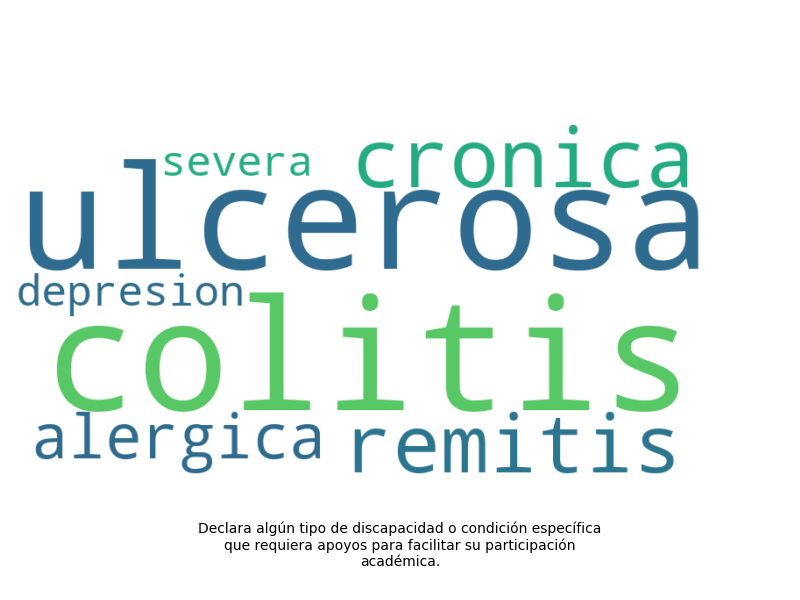 severa
cronica
ulcerosa
depresion
colitis
alergica
remitis
Declara algún tipo de discapacidad o condición específica
que requiera apoyos para facilitar su participación
académica.